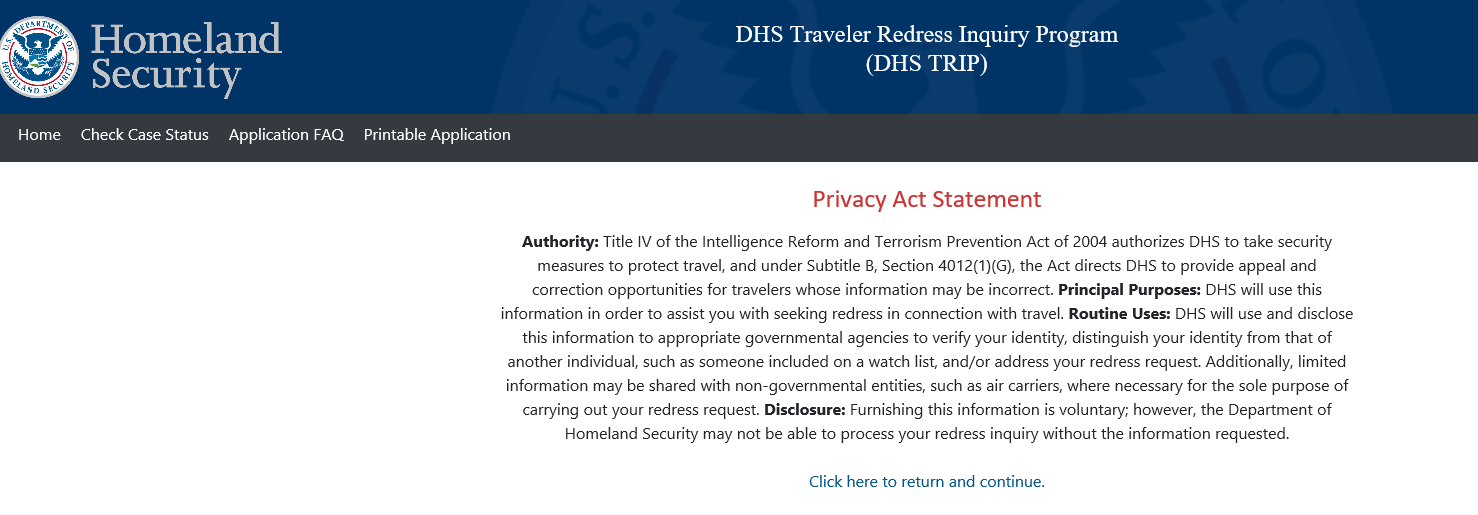 Homeland
Security
U.S. DEPARTMENT OF
HOMELAND SECURITY
DHS Traveler Redress Inquiry Program
(DHS TRIP)
Home Check Case Status Application FAQ Printable Application
Privacy Act Statement
Authority: Title IV of the Intelligence Reform and Terrorism Prevention Act of 2004 authorizes DHS to take security
measures to protect travel, and under Subtitle B, Section 4012(1)(G), the Act directs DHS to provide appeal and
correction opportunities for travelers whose information may be incorrect. Principal Purposes: DHS will use this
information in order to assist you with seeking redress in connection with travel. Routine Uses: DHS will use and disclose
this information to appropriate governmental agencies to verify your identity, distinguish your identity from that of
another individual, such as someone included on a watch list, and/or address your redress request. Additionally, limited
information may be shared with non-governmental entities, such as air carriers, where necessary for the sole purpose of
carrying out your redress request. Disclosure: Furnishing this information is voluntary; however, the Department of
Homeland Security may not be able to process your redress inquiry without the information requested.
Click here to return and continue.